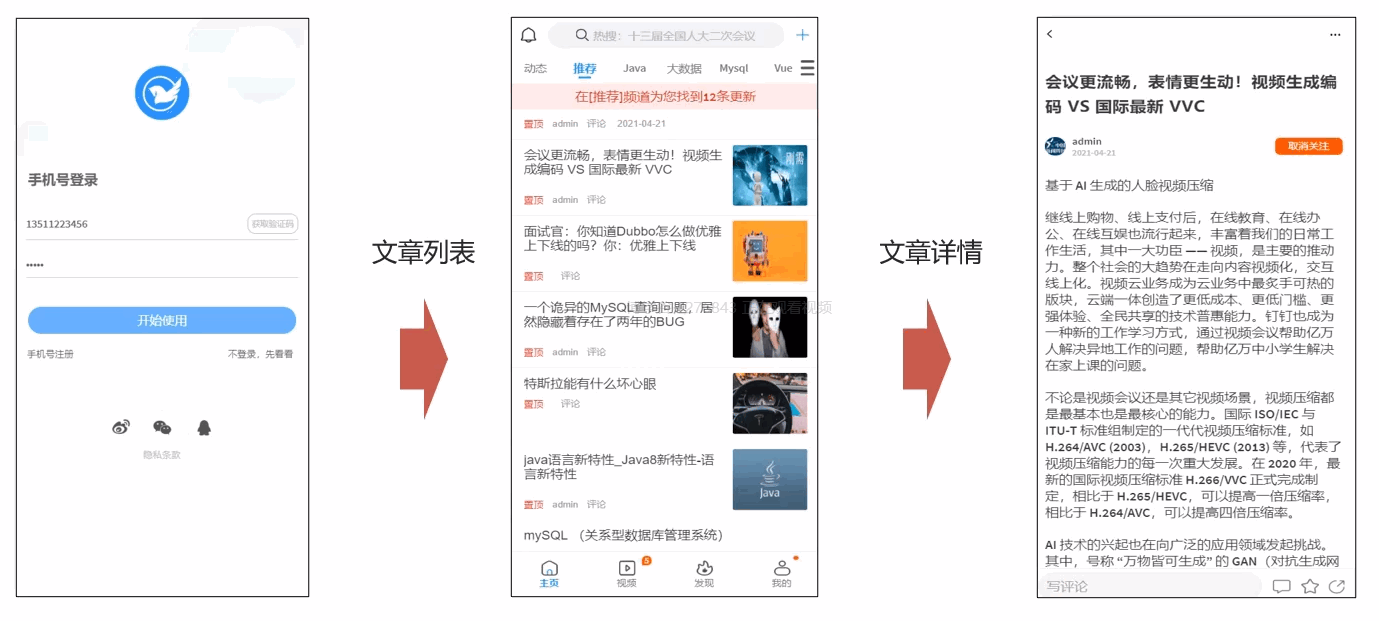 手机号登录
13511223456
获取验证码
•••••
开始使用
手机号注册
不登录，先看看
隐私条款
文章列表
热搜：十三届全国人大二次会议
动态 推荐 Java 大数据 Mysql Vue
在[推荐]频道为您找到12条更新
置顶 admin 评论 2021-04-21
会议更流畅，表情更生动！视频生
成编码 VS 国际最新 VVC
刚需
置顶 admin 评论
面试官：你知道Dubbo怎么做优雅
上下线的吗？你：优雅上下线
置顶 评论
一个诡异的MySQL查询问题，居
然隐藏着存在了两年的BUG
置顶 admin 评论
特斯拉能有什么坏心眼
置顶 评论
java语言新特性_Java8新特性-语
言新特性
Java
置顶 admin 评论
mySQL （关系型数据库管理系统）
5
主页 视频 发现 我的
文章详情
会议更流畅，表情更生动！视频生成编
码 VS 国际最新 VVC
admin
2021-04-21
取消关注
基于 AI 生成的人脸视频压缩
继线上购物、线上支付后，在线教育、在线办
公、在线互娱也流行起来，丰富着我们的日常工
作生活，其中一大功臣 —— 视频，是主要的推动
力。整个社会的大趋势在走向内容视频化，交互
线上化。视频云业务成为云业务中最炙手可热的
版块，云端一体创造了更低成本、更低门槛、更
强体验、全民共享的技术普惠能力。钉钉也成为
一种新的工作学习方式，通过视频会议帮助亿万
人解决异地工作的问题，帮助亿万中小学生解决
在家上课的问题。
不论是视频会议还是其它视频场景，视频压缩都
是最基本也是最核心的能力。国际 ISO/IEC 与
ITU-T 标准组制定的一代代视频压缩标准，如
H.264/AVC (2003)，H.265/HEVC (2013) 等，代表了
视频压缩能力的每一次重大发展。在 2020 年，最
新的国际视频压缩标准 H.266/VVC 正式完成制
定，相比于 H.265/HEVC，可以提高一倍压缩率，
相比于 H.264/AVC，可以提高四倍压缩率。
AI 技术的兴起也在向广泛的应用领域发起挑战。
其中，号称 “万物皆可生成” 的 GAN（对抗生成网
写评论